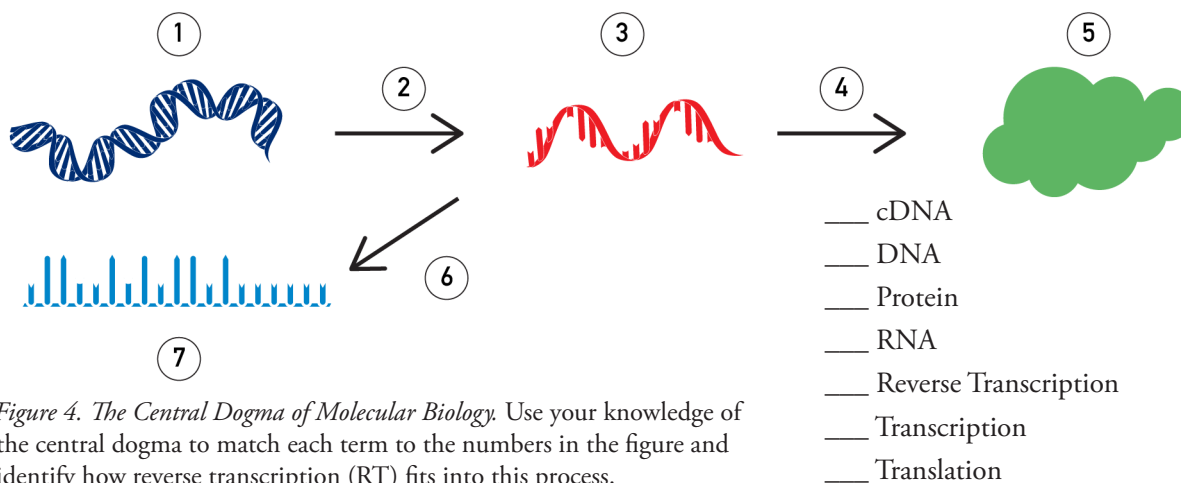 1
3
5
2
4
6
7
___ cDNA
___ DNA
___ Protein
___ RNA
___ Reverse Transcription
___ Transcription
___ Translation
Figure 4. The Central Dogma of Molecular Biology. Use your knowledge of
the central dogma to match each term to the numbers in the figure and
identify how reverse transcription (RT) fits into this process.